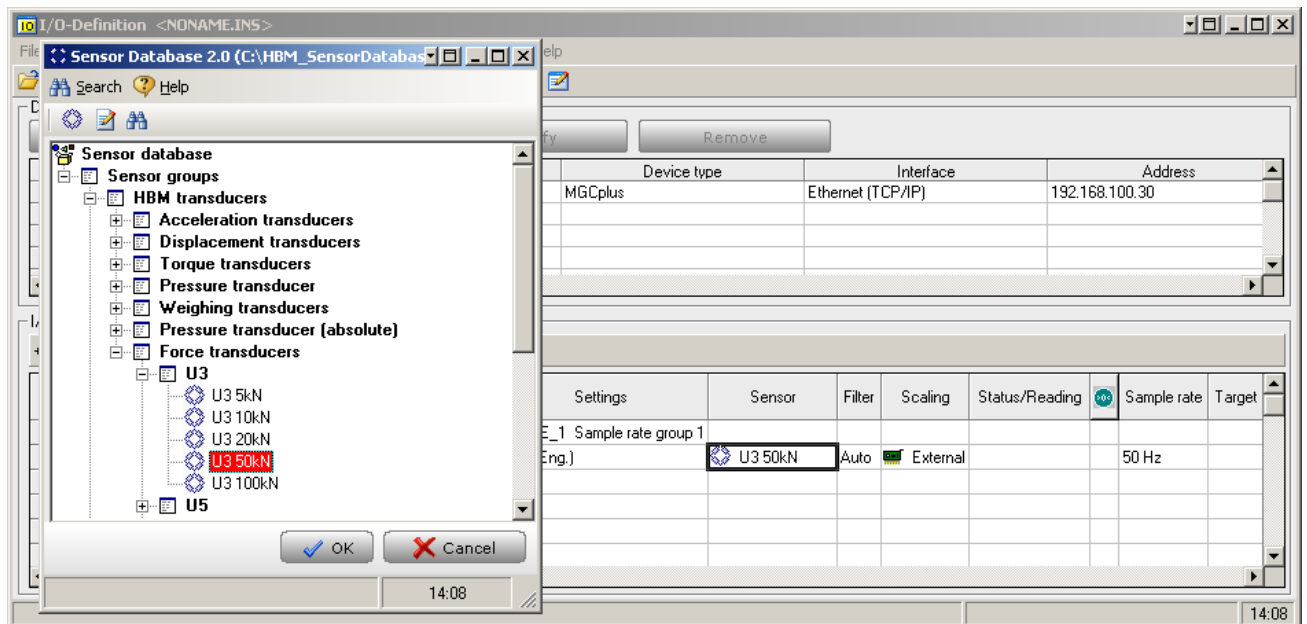 I/O-Definition <NONAME.INS>
File
elp
Sensor Database 2.0 (C:\HBM_SensorDatabas
Search Help
fy Remove
Sensor database
Sensor groups
HBM transducers
Acceleration transducers
Displacement transducers
Torque transducers
Pressure transducer
Weighing transducers
Pressure transducer (absolute)
Force transducers
U3
U3 5kN
U3 10kN
U3 20kN
U3 50kN
U3 100kN
U5
OK Cancel
14:08
Device type Interface Address
MGCplus Ethernet (TCP/IP) 192.168.100.30
Settings Sensor Filter Scaling Status/Reading Sample rate Target
E_1 Sample rate group 1
Eng.) U3 50kN Auto External 50 Hz
14:08